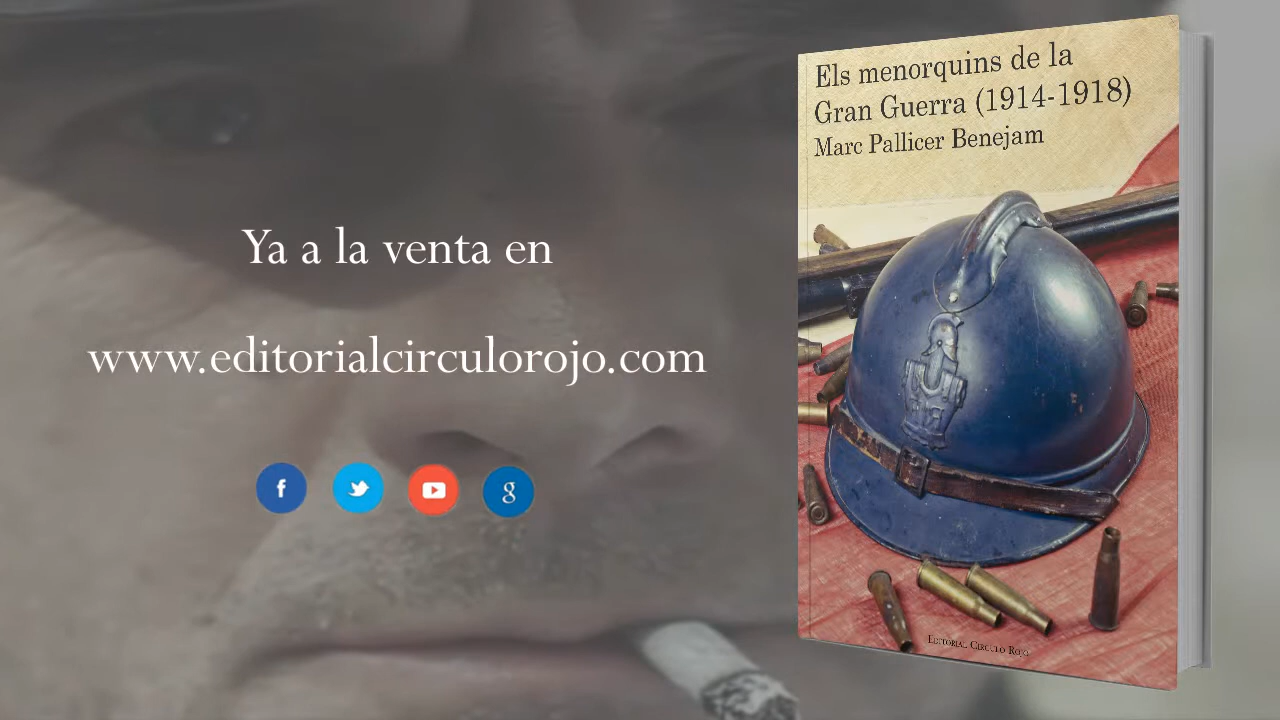 Ya a la venta en
www.editorialcirculorojo.com
f
g
Els menorquins de la
Gran Guerra (1914-1918)
Marc Pallicer Benejam
Editorial Círculo Rojo